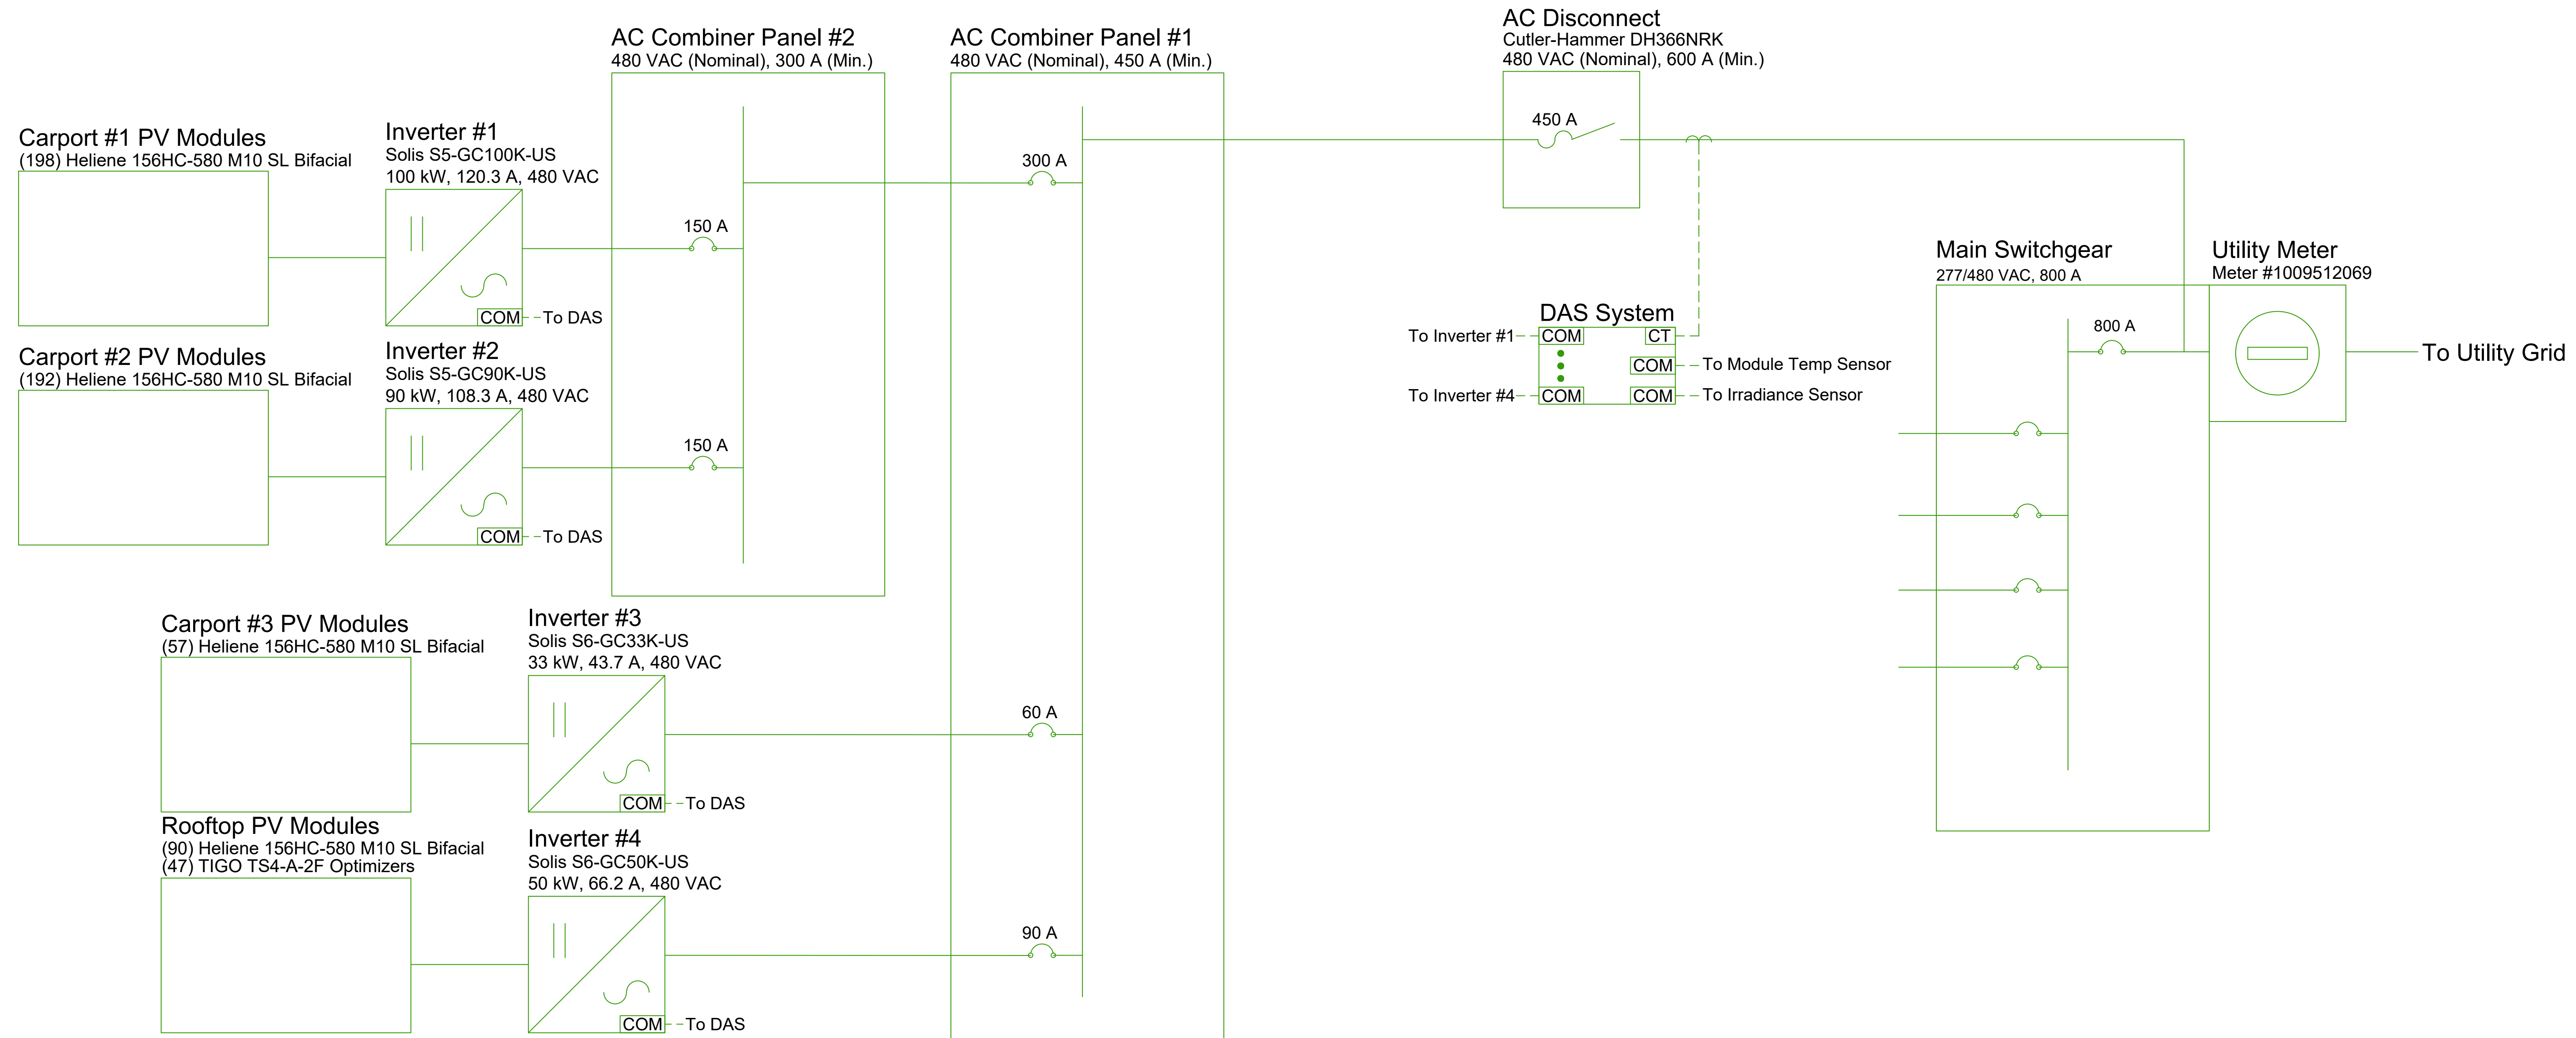 AC Disconnect
Cutler-Hammer DH366NRK
480 VAC (Nominal), 600 A (Min.)
450 A
AC Combiner Panel #2
480 VAC (Nominal), 300 A (Min.)
150 A
150 A
AC Combiner Panel #1
480 VAC (Nominal), 450 A (Min.)
300 A
60 A
90 A
Carport #1 PV Modules
(198) Heliene 156HC-580 M10 SL Bifacial
Inverter #1
Solis S5-GC100K-US
100 kW, 120.3 A, 480 VAC
COM
To DAS
Carport #2 PV Modules
(192) Heliene 156HC-580 M10 SL Bifacial
Inverter #2
Solis S5-GC90K-US
90 kW, 108.3 A, 480 VAC
COM
To DAS
Carport #3 PV Modules
(57) Heliene 156HC-580 M10 SL Bifacial
Inverter #3
Solis S6-GC33K-US
33 kW, 43.7 A, 480 VAC
COM
To DAS
Rooftop PV Modules
(90) Heliene 156HC-580 M10 SL Bifacial
(47) TIGO TS4-A-2F Optimizers
Inverter #4
Solis S6-GC50K-US
50 kW, 66.2 A, 480 VAC
COM
To DAS
DAS System
To Inverter #1
COM
CT
COM
To Module Temp Sensor
To Inverter #4
COM
COM
To Irradiance Sensor
Main Switchgear
277/480 VAC, 800 A
800 A
Utility Meter
Meter #1009512069
To Utility Grid